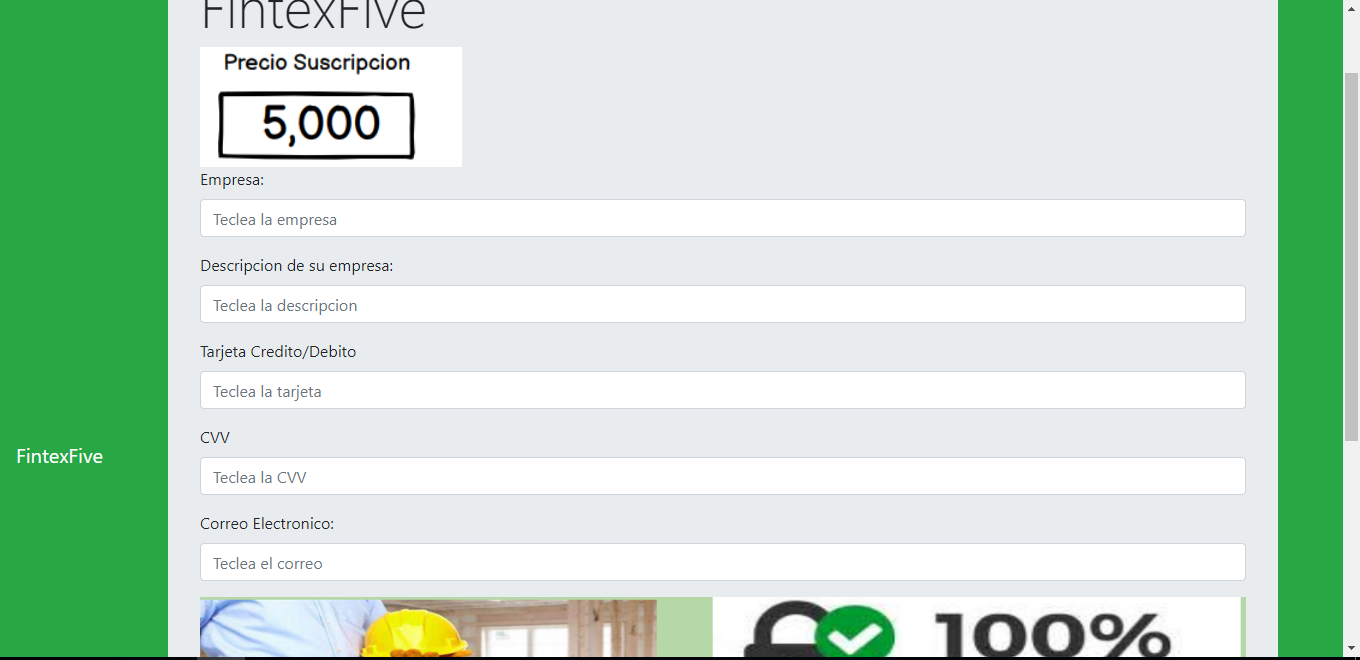 FintexFive
Precio Suscripcion
5,000
Empresa:
Teclea la empresa
Descripcion de su empresa:
Teclea la descripcion
Tarjeta Credito/Debito
Teclea la tarjeta
CVV
Teclea la CVV
FintexFive
Correo Electronico:
Teclea el correo
100%